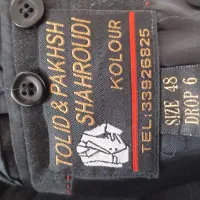 TOLID & PAKHSH
SHAHROUDI
KOLOUR
TEL:33926825
SIZE 48
DROP 6